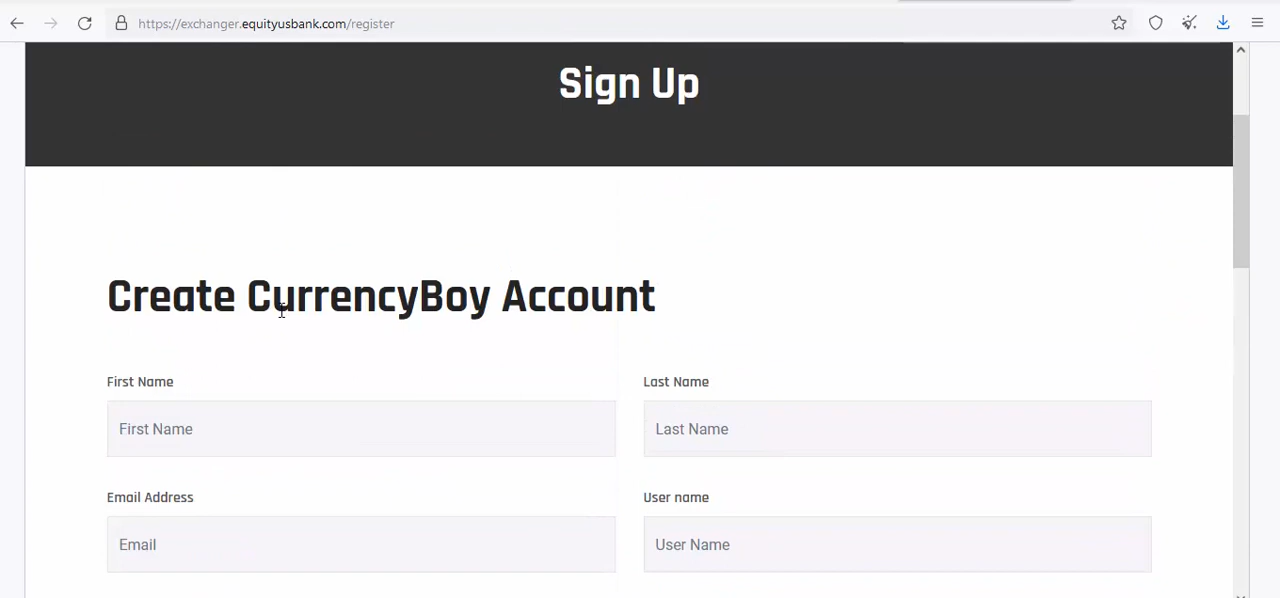 https://exchanger.equityusbank.com/register
Sign Up
Create CurrencyBoy Account
First Name
Last Name
First Name
Last Name
Email Address
User name
Email
User Name